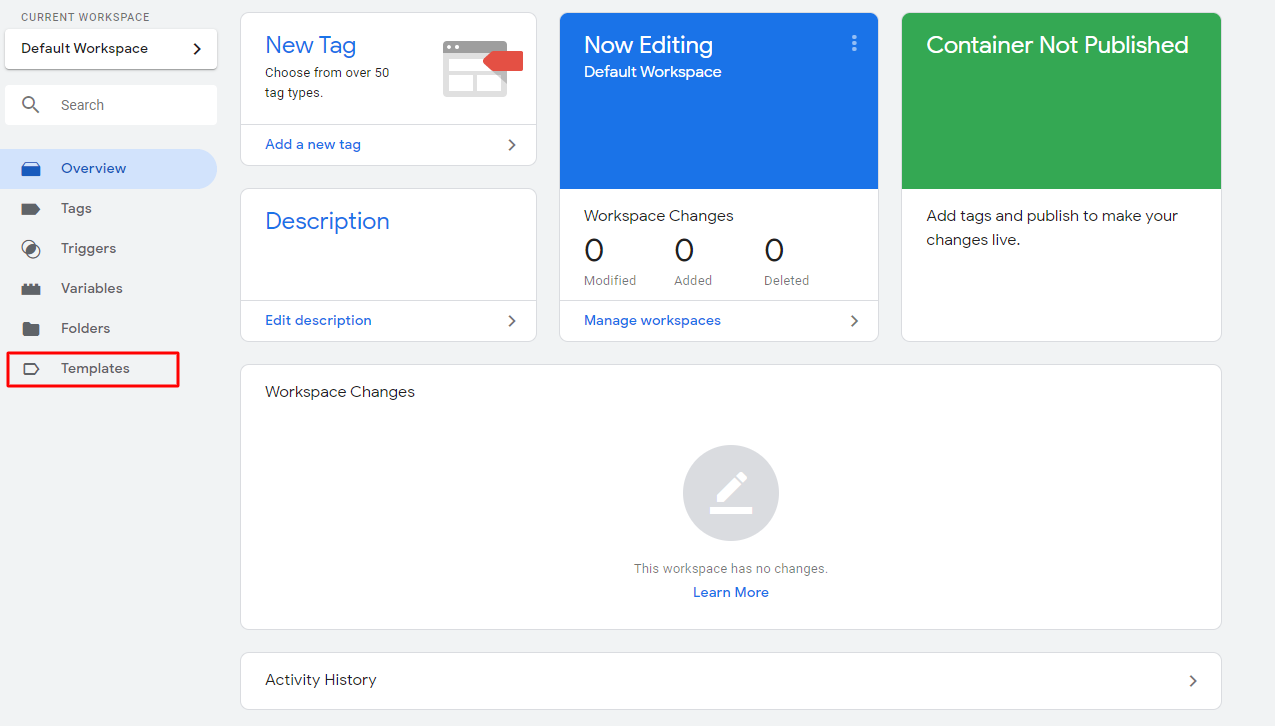 CURRENT WORKSPACE
Default Workspace
Search
Overview
Tags
Triggers
Variables
Folders
Templates
New Tag
Choose from over 50
tag types.
Add a new tag
Description
Edit description
Now Editing
Default Workspace
Workspace Changes
0 0 0
Modified Added Deleted
Manage workspaces
Container Not Published
Add tags and publish to make your
changes live.
Workspace Changes
This workspace has no changes.
Learn More
Activity History